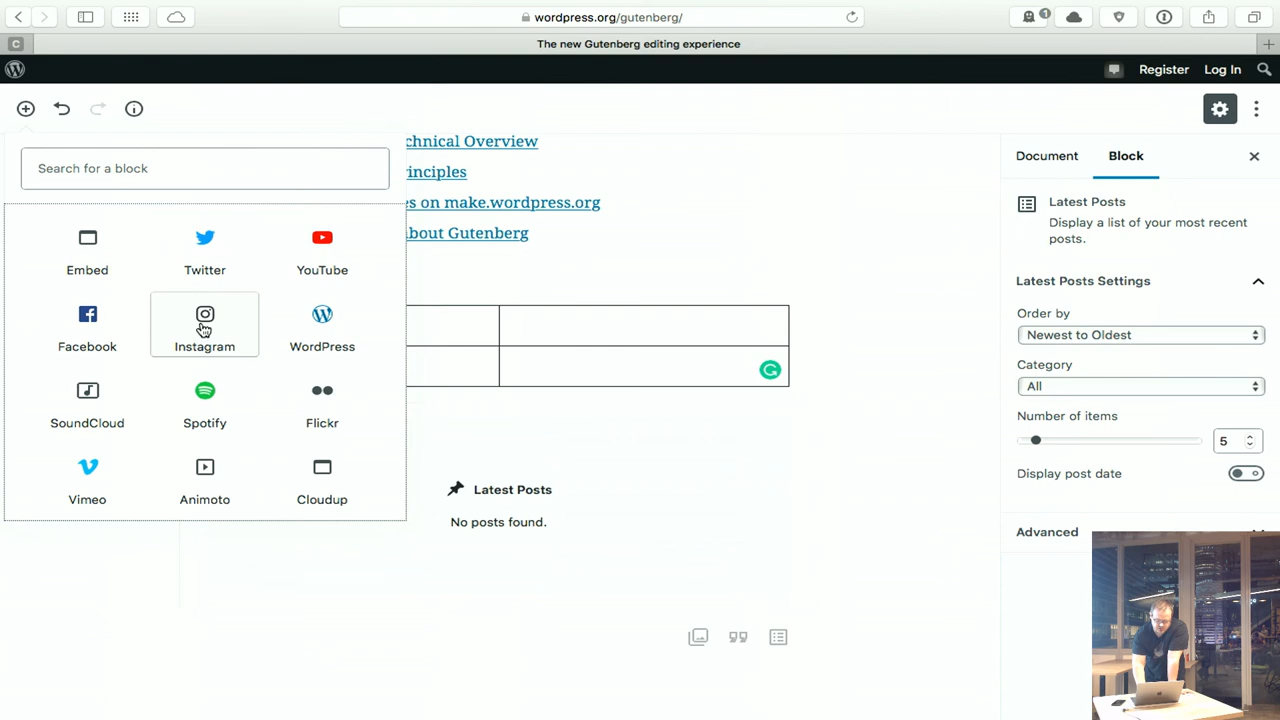 1
wordpress.org/gutenberg/
C
The new Gutenberg editing experience
Register
Log In
Search for a block
Embed
Twitter
YouTube
Facebook
Instagram
WordPress
SoundCloud
Spotify
Flickr
Vimeo
Animoto
Cloudup
chnical Overview
rinciples
s on make.wordpress.org
bout Gutenberg
Latest Posts
No posts found.
Document
Block
Latest Posts
Display a list of your most recent
posts.
Latest Posts Settings
Order by
Newest to Oldest
Category
All
Number of items
5
Display post date
Advanced